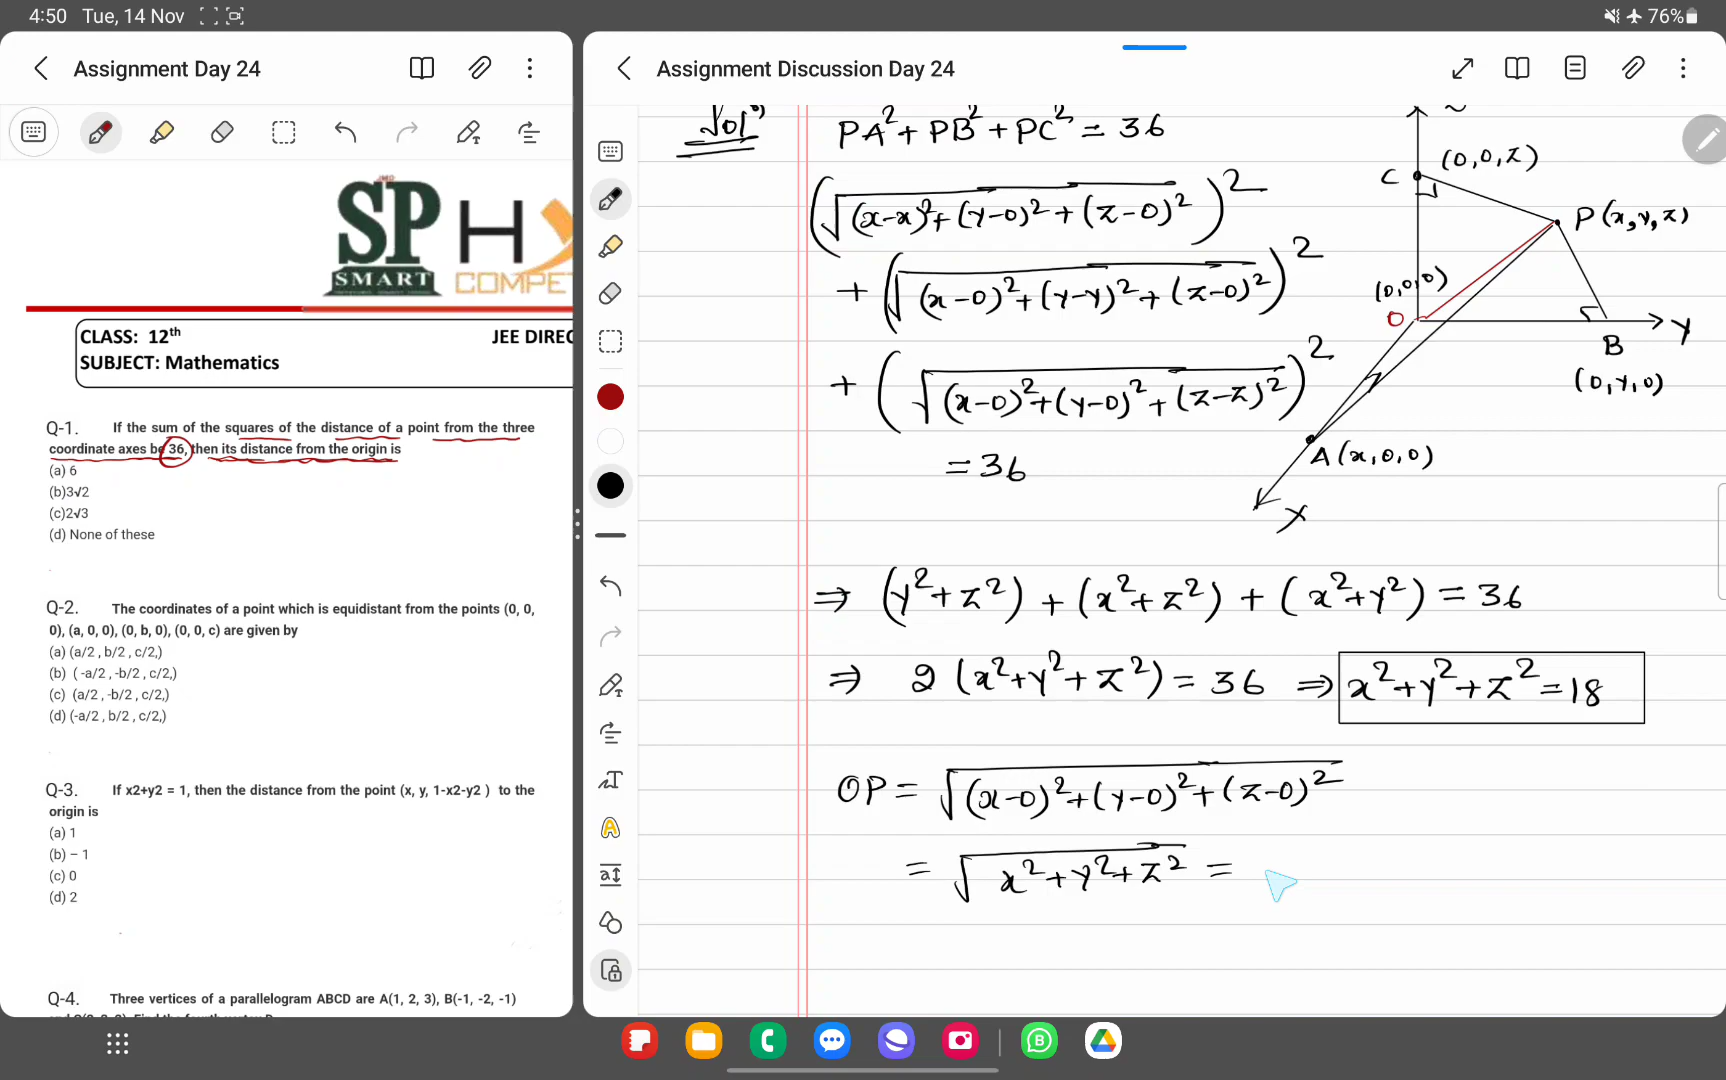 4:50 Tue, 14 Nov
76%
Assignment Day 24
SP
SMART
H
COMPE
CLASS: 12th
JEE DIREC
SUBJECT: Mathematics
Q-1. If the sum of the squares of the distance of a point from the three
coordinate axes be 36, then its distance from the origin is
(a) 6
(b)3√2
(c)2√3
(d) None of these
Q-2. The coordinates of a point which is equidistant from the points (0, 0,
0), (a, 0, 0), (0, b, 0), (0, 0, c) are given by
(a) (a/2 , b/2 , c/2,)
(b) ( -a/2 , -b/2 , c/2,)
(c) (a/2 , -b/2 , c/2,)
(d) (-a/2 , b/2 , c/2,)
Q-3. If x2+y2 = 1, then the distance from the point (x, y, 1-x2-y2 ) to the
origin is
(a) 1
(b) – 1
(c) 0
(d) 2
Q-4. Three vertices of a parallelogram ABCD are A(1, 2, 3), B(-1, -2, -1)
Assignment Discussion Day 24
Solⁿ
PA² + PB² + PC² = 36
(√(x-x)²+(y-0)²+(z-0)²)²
+ (√(x-0)²+(y-y)²+(z-0)²)²
+ (√(x-0)²+(y-0)²+(z-z)²)²
= 36
C
(0,0,z)
P(x,y,z)
(0,0,0)
O
Y
B
(0,y,0)
A(x,0,0)
X
⇒ (y²+z²) + (x²+z²) + (x²+y²) = 36
⇒ 2 (x²+y²+z²) = 36 ⇒ x²+y²+z² = 18
OP = √(x-0)²+(y-0)²+(z-0)²
= √x²+y²+z² =